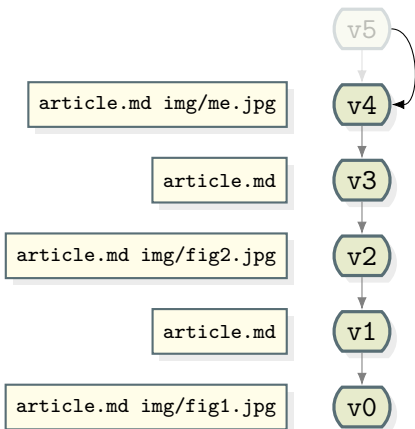 v5
article.md img/me.jpg v4
article.md v3
article.md img/fig2.jpg v2
article.md v1
article.md img/fig1.jpg v0